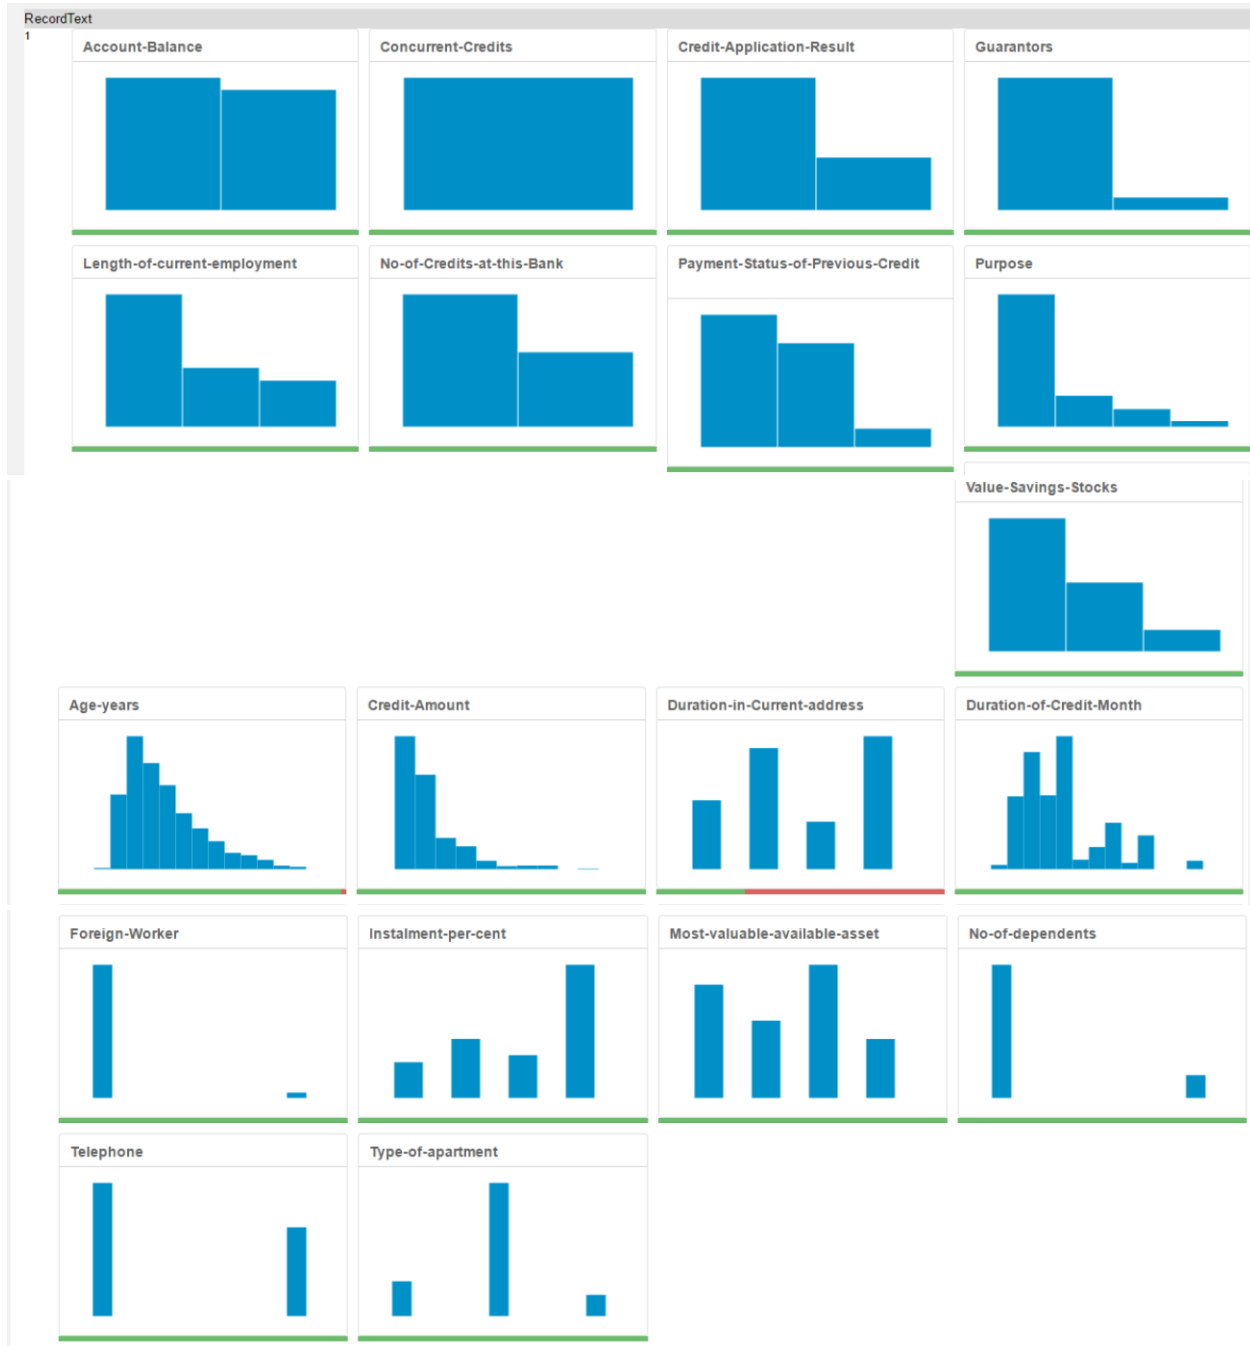 RecordText
1
Account-Balance
Concurrent-Credits
Credit-Application-Result
Guarantors
Length-of-current-employment
No-of-Credits-at-this-Bank
Payment-Status-of-Previous-Credit
Purpose
Value-Savings-Stocks
Age-years
Credit-Amount
Duration-in-Current-address
Duration-of-Credit-Month
Foreign-Worker
Instalment-per-cent
Most-valuable-available-asset
No-of-dependents
Telephone
Type-of-apartment